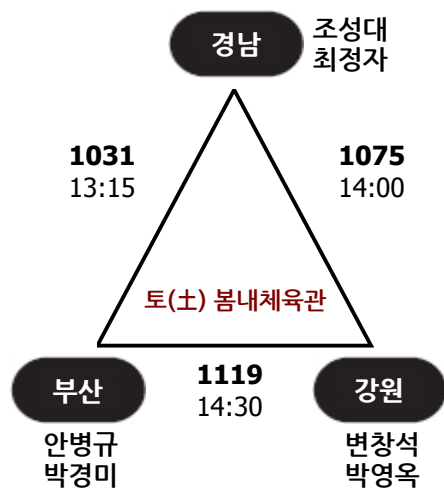 경남
조성대
최정자
1031
13:15
1075
14:00
토(土) 봄내체육관
부산
1119
14:30
강원
안병규
박경미
변창석
박영옥